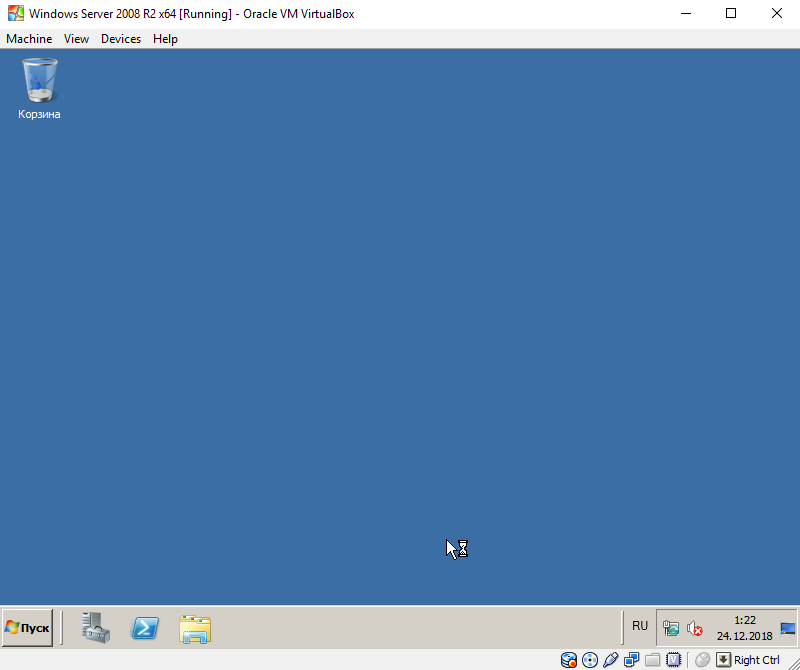 Windows Server 2008 R2 x64 [Running] - Oracle VM VirtualBox
Machine View Devices Help
Корзина
Пуск
RU
1:22
24.12.2018
Right Ctrl